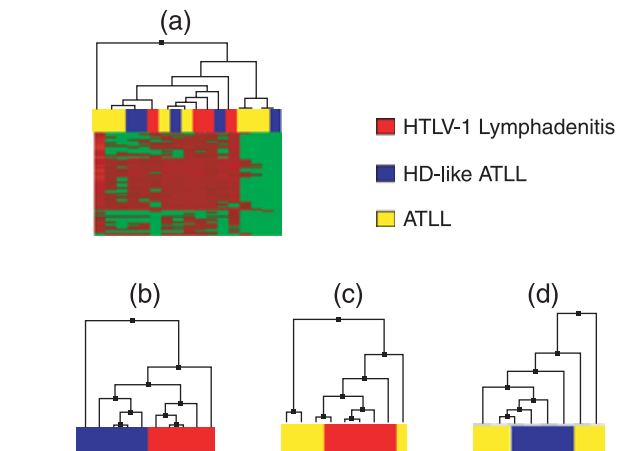 (a)
HTLV-1 Lymphadenitis
HD-like ATLL
ATLL
(b)
(c)
(d)